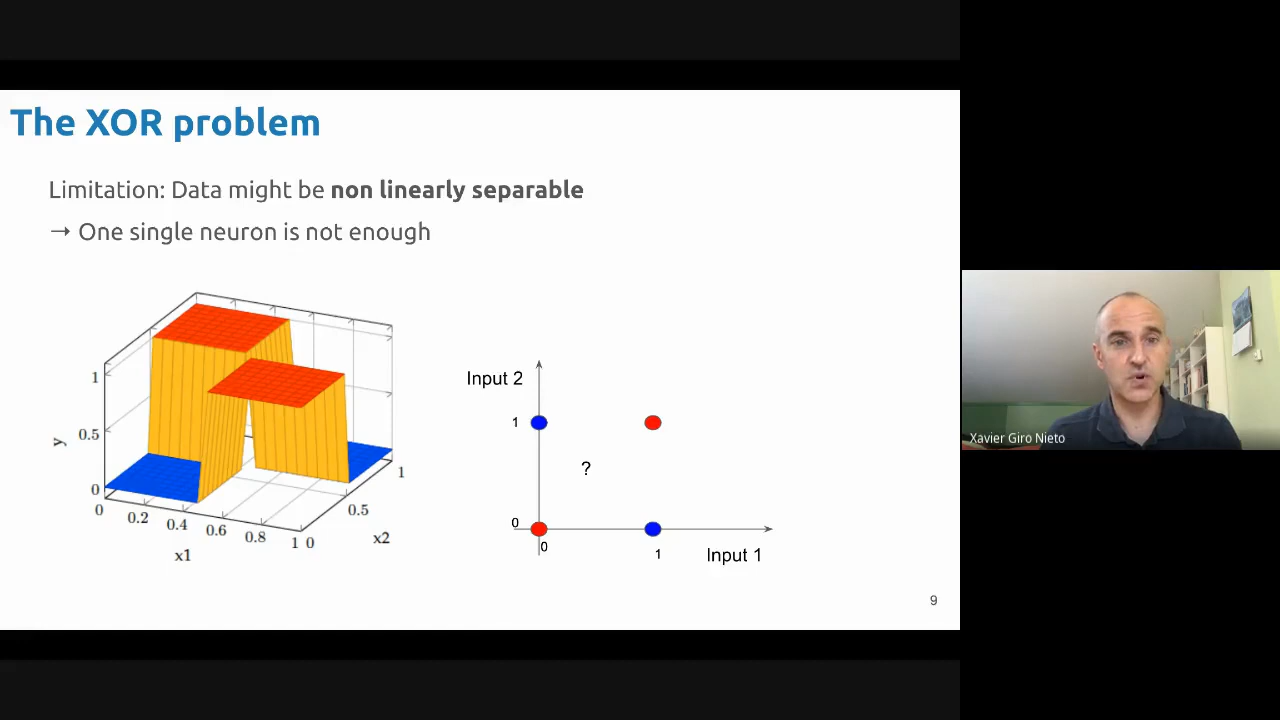 The XOR problem
Limitation: Data might be non linearly separable
→ One single neuron is not enough
1
0.5
0
y
0
0.2
0.4
0.6
0.8
1
x1
0
0.5
1
x2
Input 2
1
?
0
0
1
Input 1
9
Xavier Giro Nieto